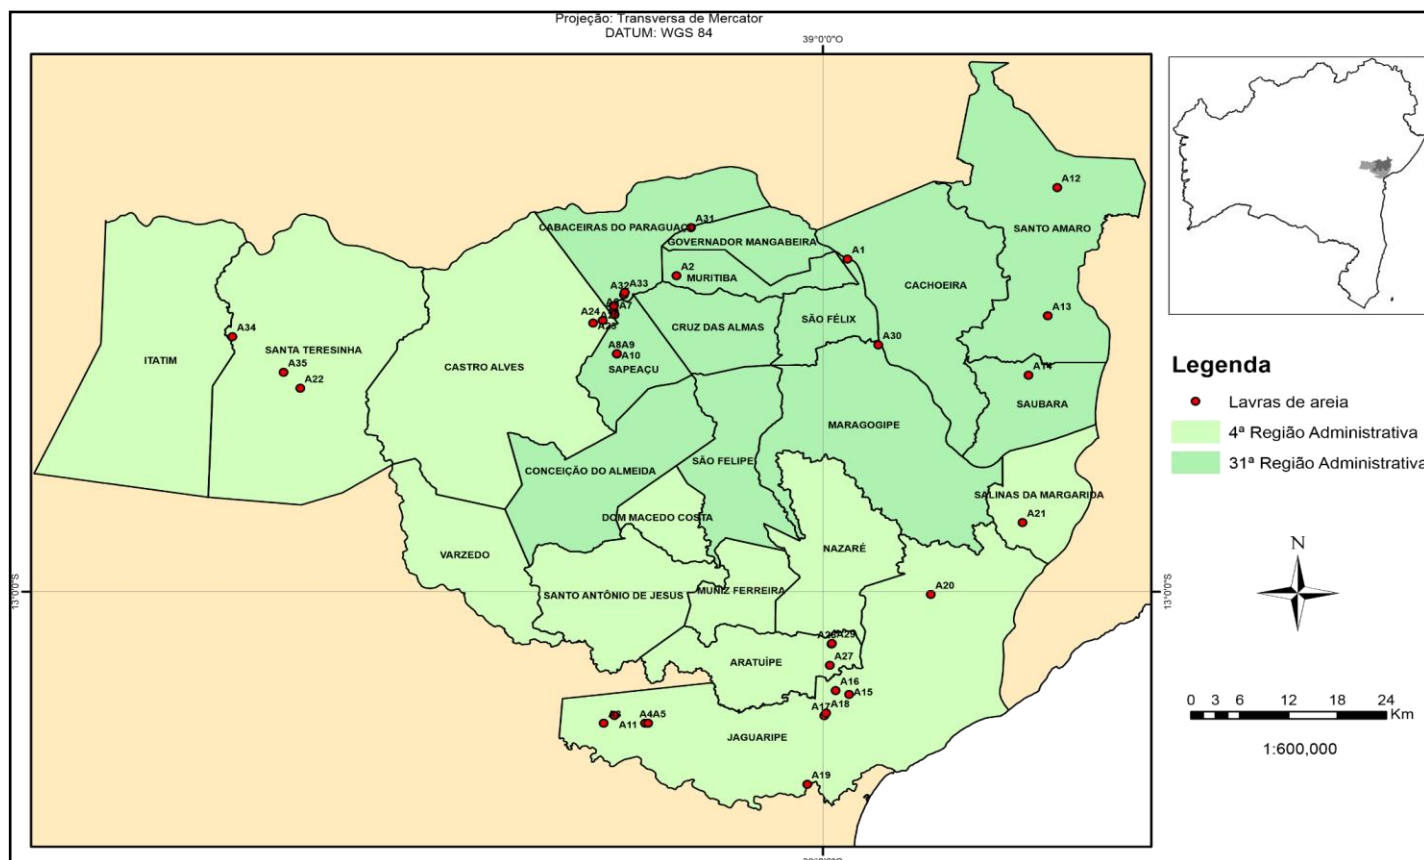 Projeção: Transversa de Mercator
DATUM: WGS 84
39°0'0"O
A12
A31
CABACEIRAS DO PARAGUAÇ
SANTO AMARO
GOVERNADOR MANGABEIRA
A1
A2
MURITIBA
CACHOEIRA
A32
A33
A7
A24
A13
SÃO FÉLIX
CRUZ DAS ALMAS
A34
A30
SANTA TERESINHA
A8A9
A10
ITATIM
CASTRO ALVES
SAPEAÇU
A35
A14
A22
SAUBARA
MARAGOGIPE
SÃO FELIPE
CONCEIÇÃO DO ALMEIDA
SALINAS DA MARGARIDA
DOM MACEDO COSTA
A21
NAZARÉ
VARZEDO
13°0'0"S
A20
MUNIZ FERREIRA
SANTO ANTÔNIO DE JESUS
13°0'0"S
A29
A27
ARATUÍPE
A16
A15
A17
A18
A4
A5
A11
JAGUARIPE
A19
Legenda
Lavras de areia
4ª Região Administrativa
31ª Região Administrativa
N
0 3 6 12 18 24
Km
1:600,000